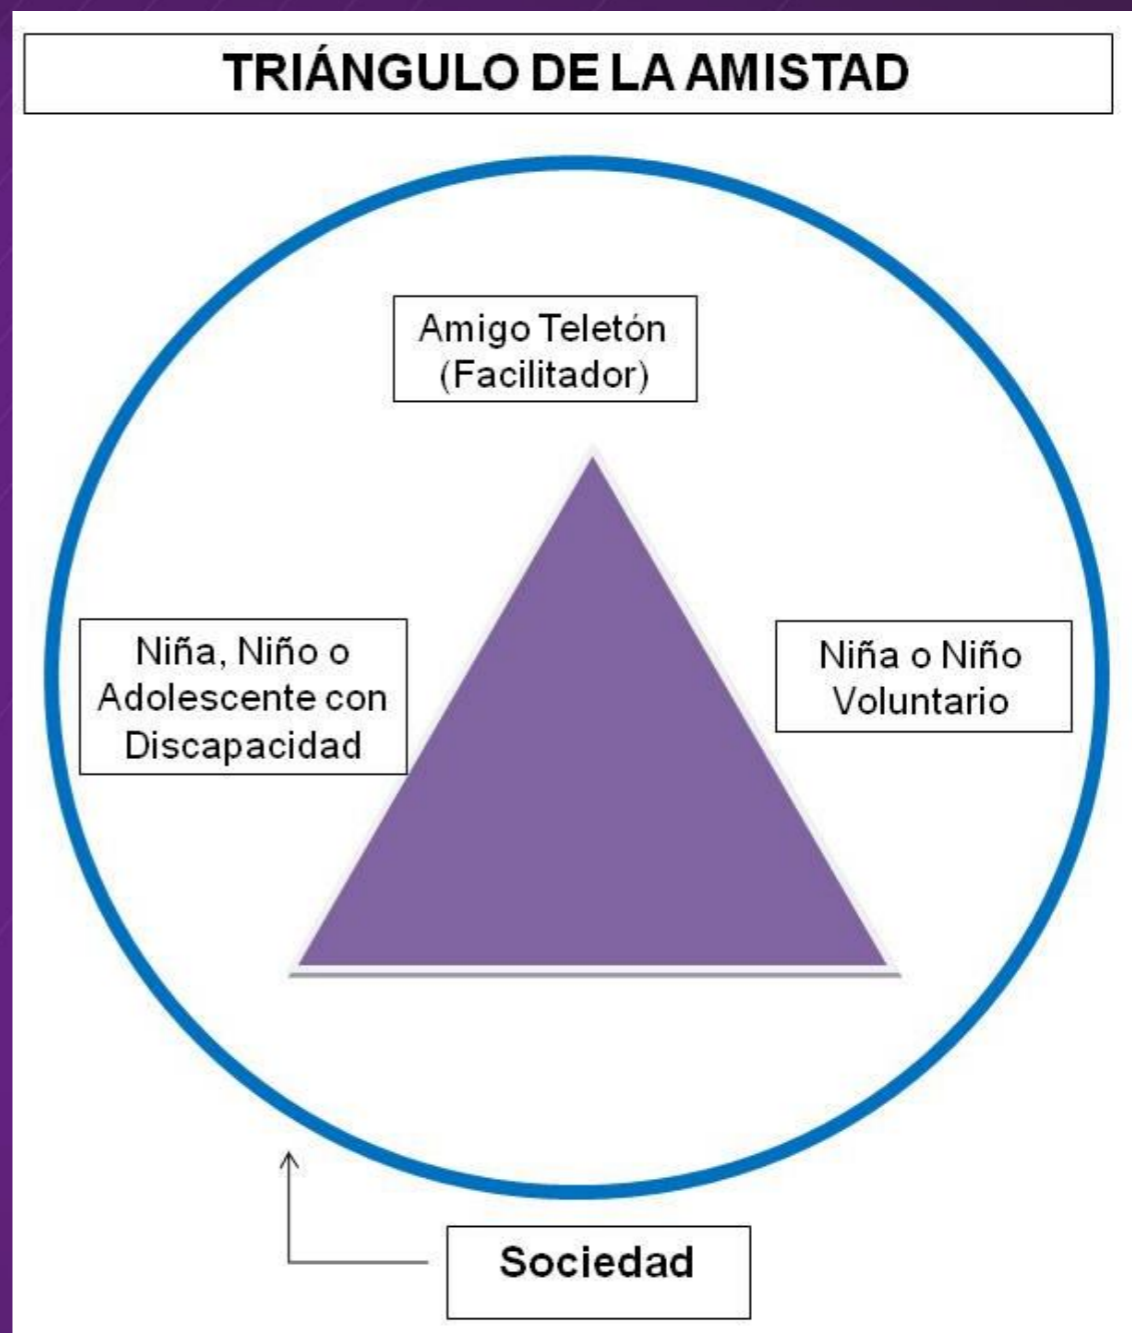 TRIÁNGULO DE LA AMISTAD
Amigo Teletón
(Facilitador)
Niña, Niño o
Adolescente con
Discapacidad
Niña o Niño
Voluntario
Sociedad